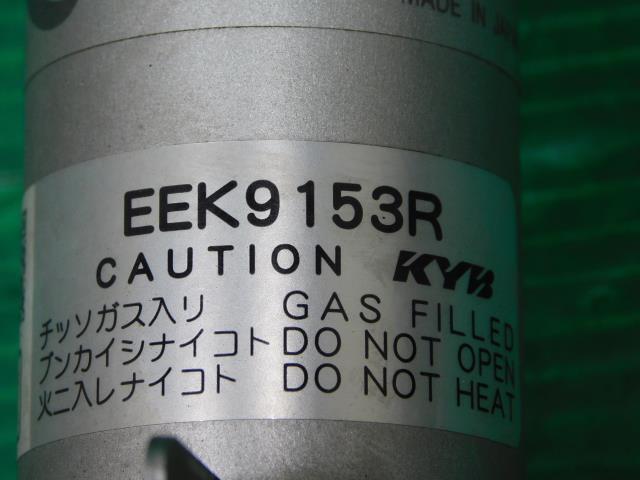 MADE IN JAPAN
EEK9153R
CAUTION KYB
チッソガス入リ GAS FILLED
ブンカイシナイコト DO NOT OPEN
火ニ入レナイコト DO NOT HEAT